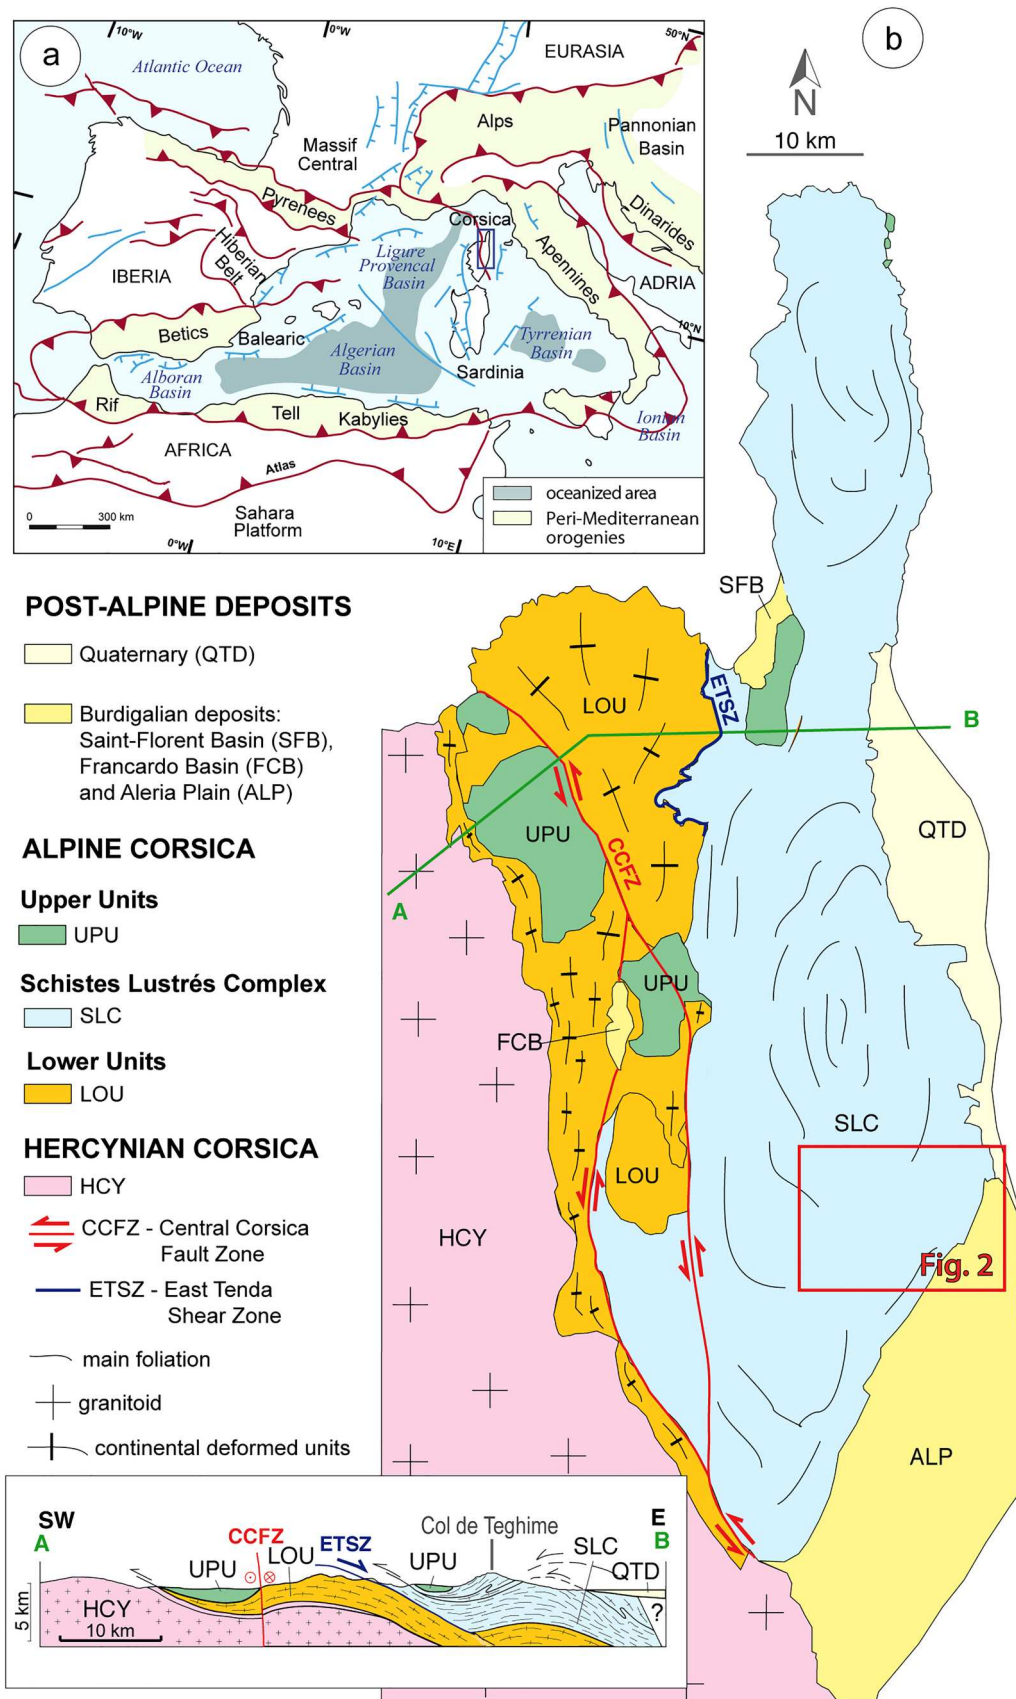 a
10°W
0°W
50°N
Atlantic Ocean
EURASIA
Massif
Central
Alps
Pannonian
Basin
Pyrenees
Corsica
Dinarides
Hiberian
Belt
Ligure
Provencal
Basin
Apennines
IBERIA
ADRIA
10°N
Betics
Balearic
Algerian
Basin
Tyrrenian
Basin
Sardinia
Alboran
Basin
Rif
Tell
Kabylies
Ionian
Basin
AFRICA
Atlas
Sahara
Platform
0
300 km
0°W
10°E
oceanized area
Peri-Mediterranean
orogenies
b
N
10 km
POST-ALPINE DEPOSITS
Quaternary (QTD)
Burdigalian deposits:
Saint-Florent Basin (SFB),
Francardo Basin (FCB)
and Aleria Plain (ALP)
ALPINE CORSICA
Upper Units
UPU
Schistes Lustrés Complex
SLC
Lower Units
LOU
HERCYNIAN CORSICA
HCY
CCFZ - Central Corsica
Fault Zone
ETSZ - East Tenda
Shear Zone
main foliation
granitoid
continental deformed units
SFB
ETSZ
LOU
B
UPU
CCFZ
QTD
A
UPU
FCB
SLC
LOU
HCY
Fig. 2
ALP
SW
A
CCFZ
ETSZ
Col de Teghime
E
B
UPU
LOU
UPU
SLC
QTD
HCY
10 km
5 km
?